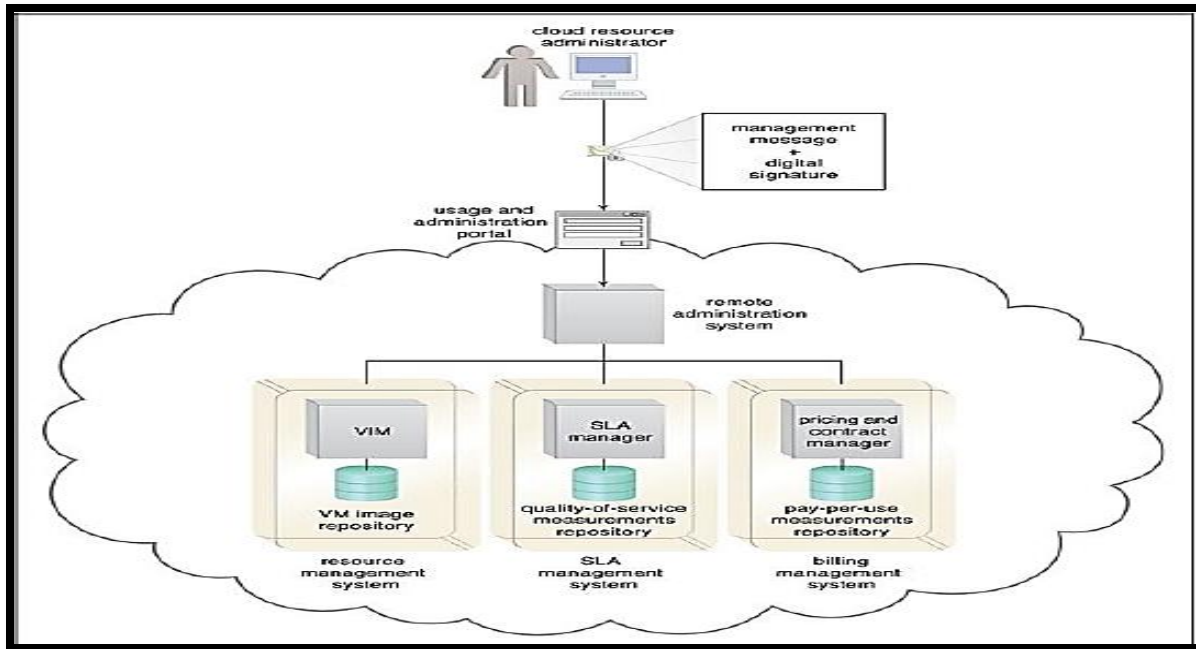 cloud resource
administrator
management
message
+
digital
signature
usage and
administration
portal
remote
administration
system
VIM
VM image
repository
resource
management
system
SLA
manager
quality-of-service
measurements
repository
SLA
management
system
pricing and
contract
manager
pay-per-use
measurements
repository
billing
management
system